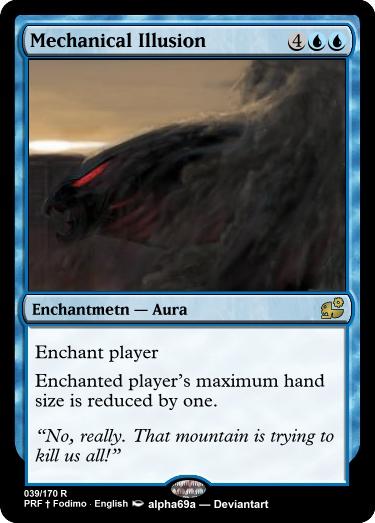 Mechanical Illusion 4
Enchantmetn — Aura
Enchant player
Enchanted player's maximum hand
size is reduced by one.
“No, really. That mountain is trying to
kill us all!”
039/170 R
PRF † Fodimo · English alpha69a — Deviantart